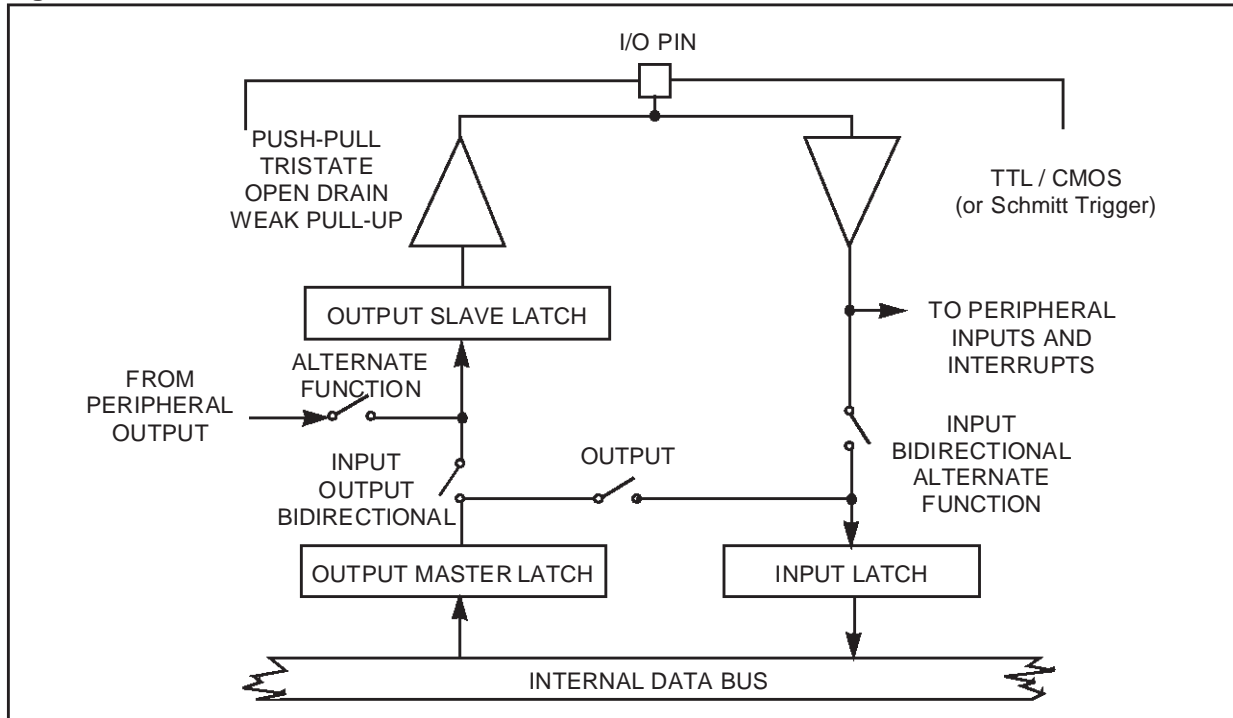 I/O PIN
PUSH-PULL
TRISTATE
OPEN DRAIN
WEAK PULL-UP
TTL / CMOS
(or Schmitt Trigger)
OUTPUT SLAVE LATCH
TO PERIPHERAL
INPUTS AND
INTERRUPTS
ALTERNATE
FUNCTION
FROM
PERIPHERAL
OUTPUT
INPUT
OUTPUT
BIDIRECTIONAL
OUTPUT
INPUT
BIDIRECTIONAL
ALTERNATE
FUNCTION
OUTPUT MASTER LATCH
INPUT LATCH
INTERNAL DATA BUS